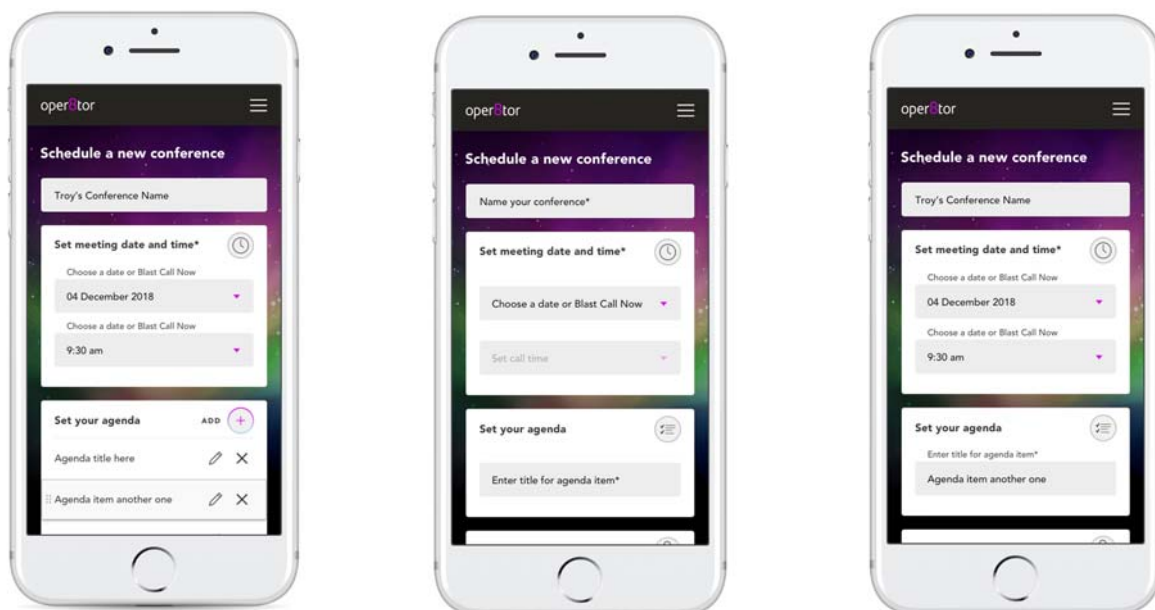 oper8tor
Schedule a new conference
Troy's Conference Name
Set meeting date and time*
Choose a date or Blast Call Now
04 December 2018
Choose a date or Blast Call Now
9:30 am
Set your agenda
ADD
Agenda title here
Agenda item another one
oper8tor
Schedule a new conference
Name your conference*
Set meeting date and time*
Choose a date or Blast Call Now
Set call time
Set your agenda
Enter title for agenda item*
oper8tor
Schedule a new conference
Troy's Conference Name
Set meeting date and time*
Choose a date or Blast Call Now
04 December 2018
Choose a date or Blast Call Now
9:30 am
Set your agenda
Enter title for agenda item*
Agenda item another one